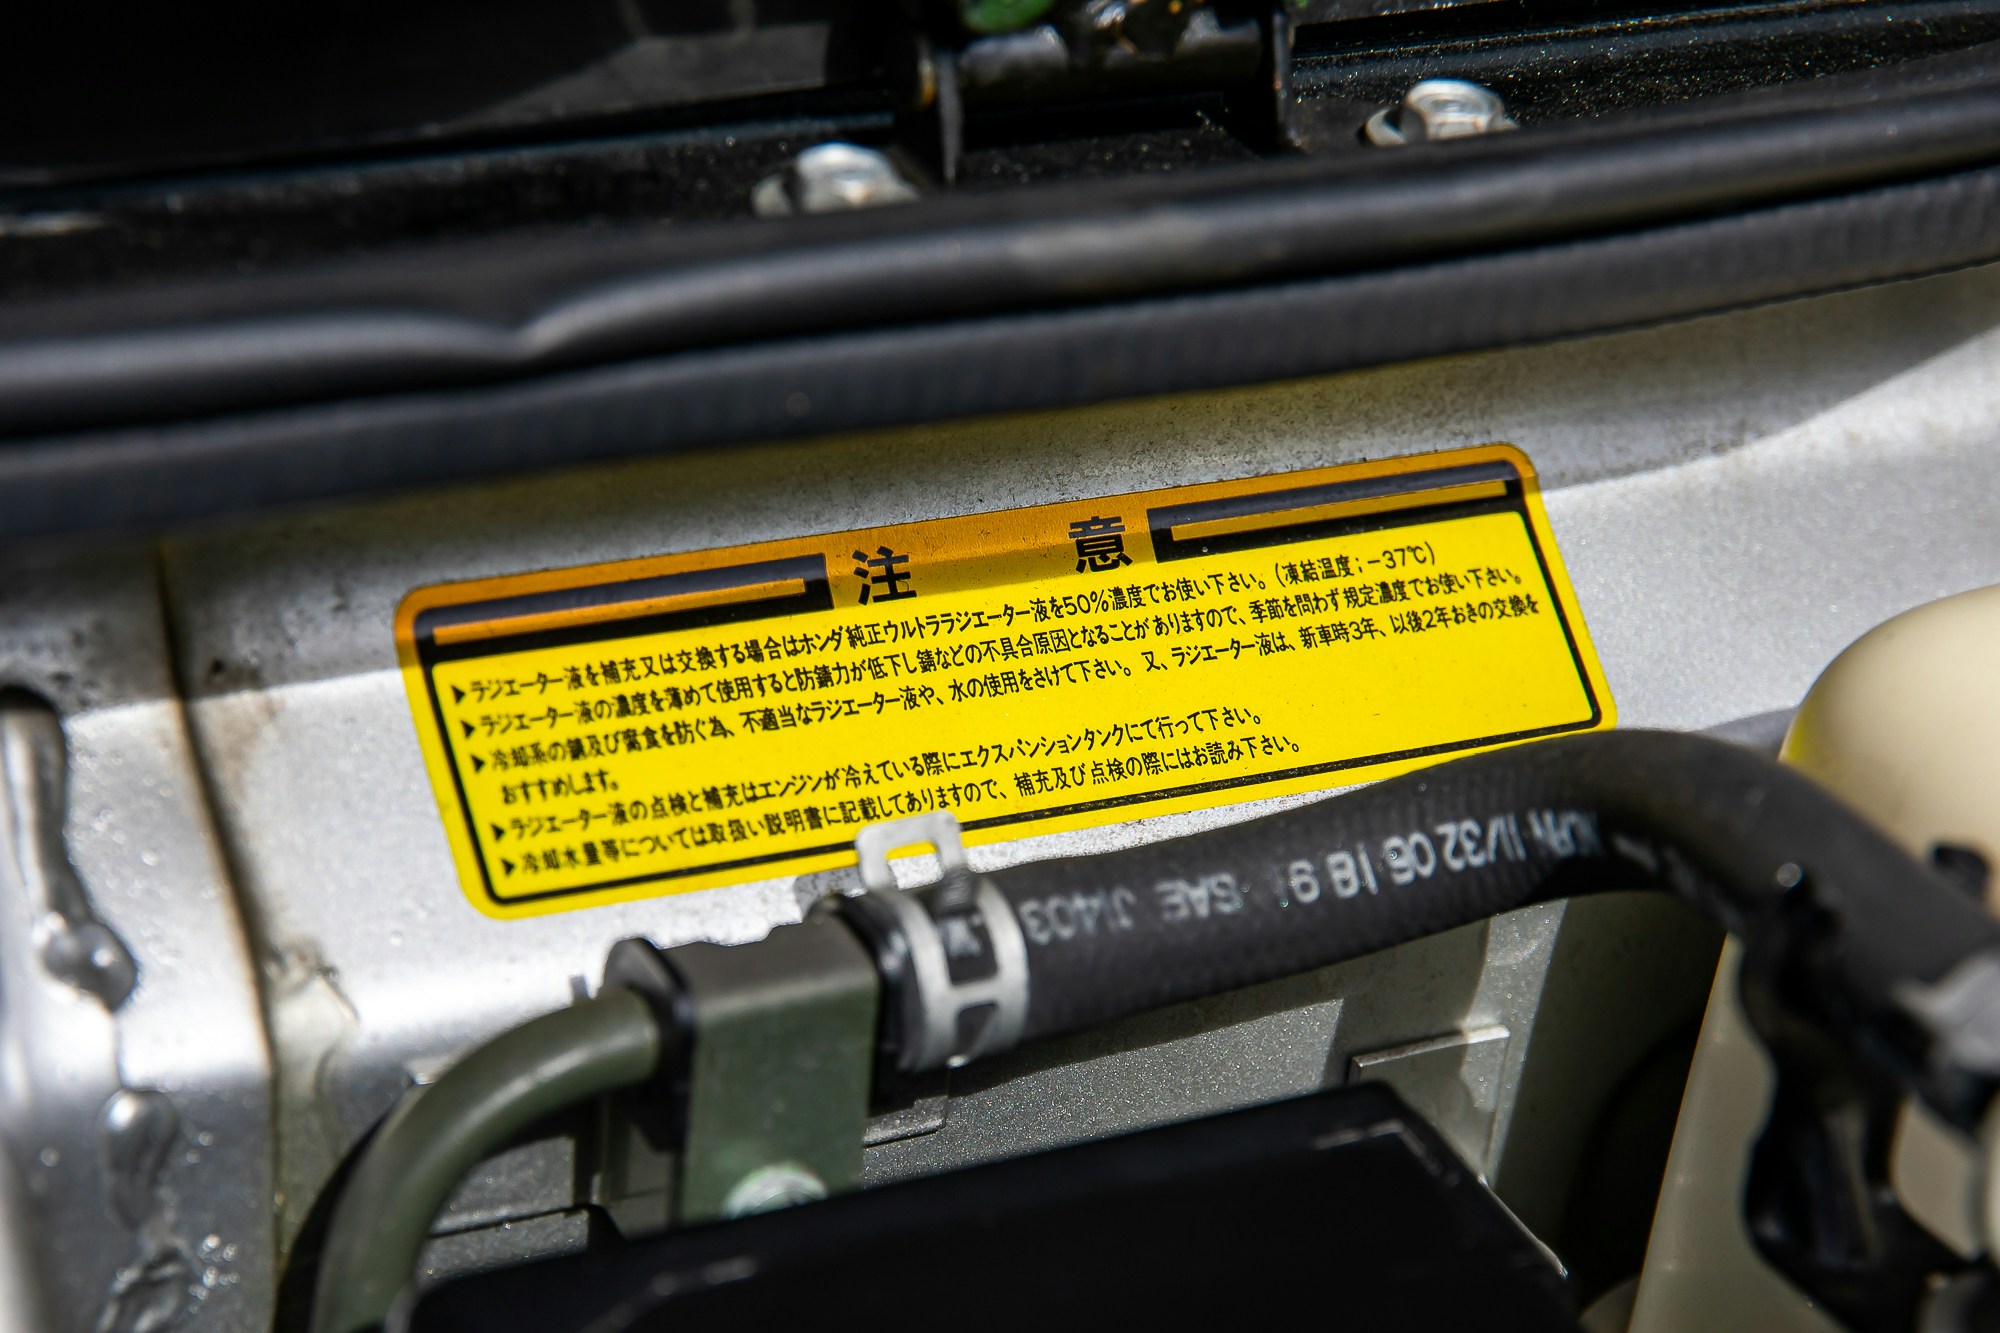 注 意
▶ラジエーター液を補充又は交換する場合はホンダ純正ウルトララジエーター液を50%濃度でお使い下さい。(凍結温度:−37℃)
▶ラジエーター液の濃度を薄めて使用すると防錆力が低下し錆などの不具合原因となることがありますので、季節を問わず規定濃度でお使い下さい。
▶冷却系の錆及び腐食を防ぐ為、不適当なラジエーター液や、水の使用をさけて下さい。又、ラジエーター液は、新車時3年、以後2年おきの交換を
おすすめします。
▶ラジエーター液の点検と補充はエンジンが冷えている際にエクスパンションタンクにて行って下さい。
▶冷却水量等については取扱い説明書に記載してありますので、補充及び点検の際にはお読み下さい。
11/32 06 18 9 SAE J1403